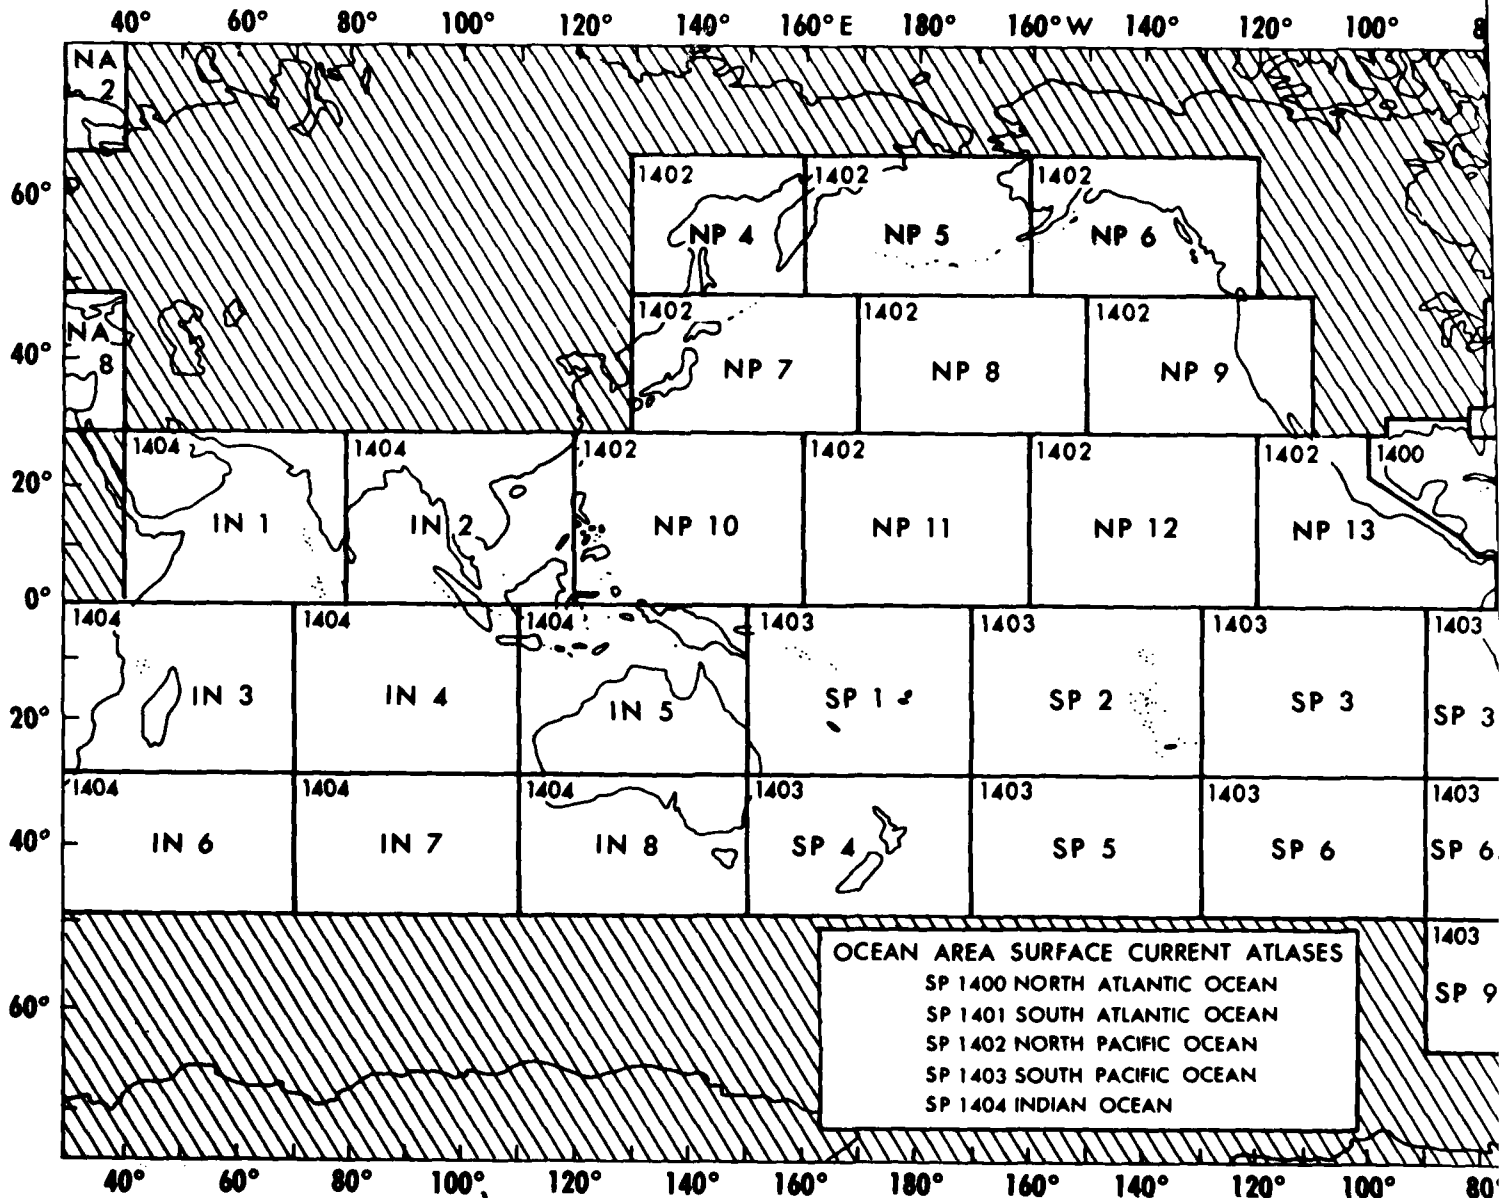 40° 60° 80° 100° 120° 140° 160° E 180° 160° W 140° 120° 100° 8
NA
2
1402 1402 1402
60°
NP 4 NP 5 NP 6
1402 1402 1402
NA
8
40°
NP 7 NP 8 NP 9
1404 1404 1402 1402 1402 1402 1400
20°
IN 1 IN 2 NP 10 NP 11 NP 12 NP 13
0°
1404 1404 1404 1403 1403 1403 1403
IN 3 IN 4 IN 5 SP 1 SP 2 SP 3 SP 3
20°
1404 1404 1404 1403 1403 1403 1403
40°
IN 6 IN 7 IN 8 SP 4 SP 5 SP 6 SP 6
1403
OCEAN AREA SURFACE CURRENT ATLASES
SP 1400 NORTH ATLANTIC OCEAN
SP 9
60°
SP 1401 SOUTH ATLANTIC OCEAN
SP 1402 NORTH PACIFIC OCEAN
SP 1403 SOUTH PACIFIC OCEAN
SP 1404 INDIAN OCEAN
40° 60° 80° 100° 120° 140° 160° 180° 160° 140° 120° 100° 80°